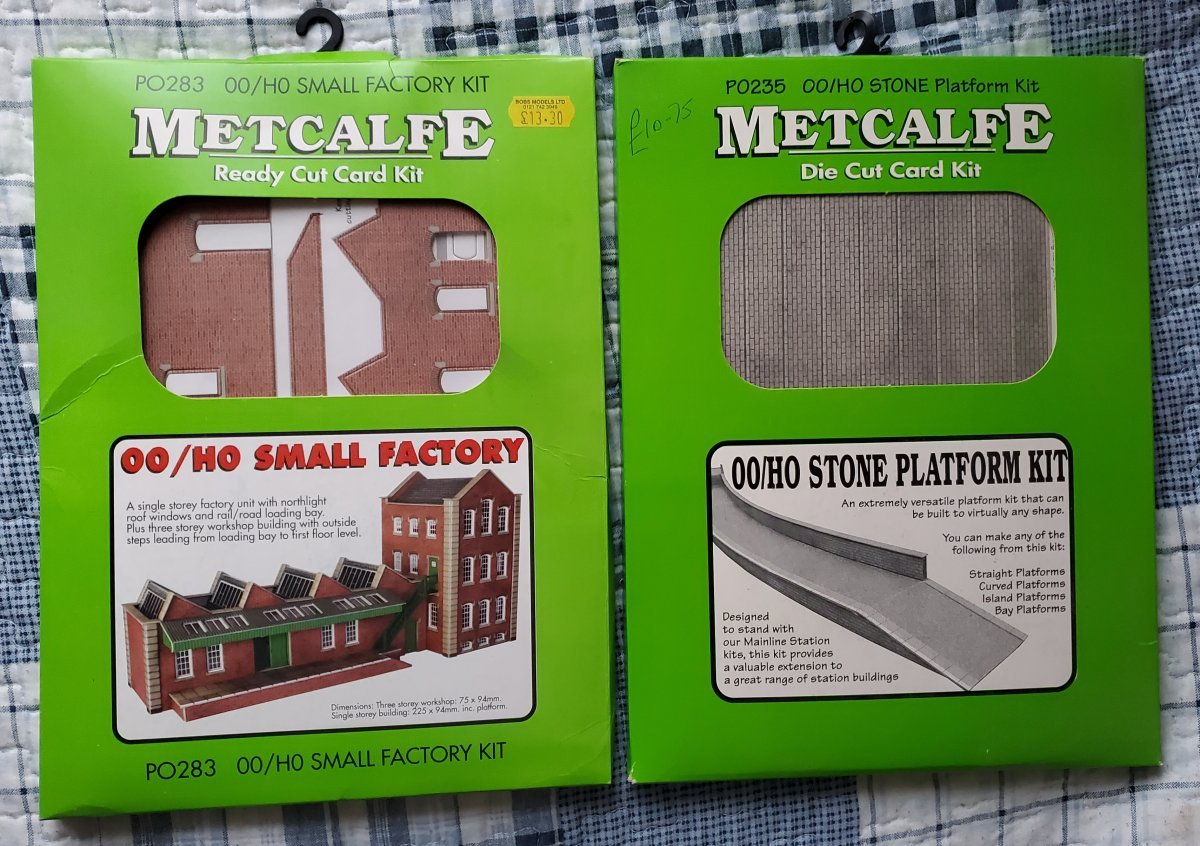 PO283 00/H0 SMALL FACTORY KIT
METCALFE
Ready Cut Card Kit
BOBS MODELS LTD
0121 742 3049
£13.30
00/H0 SMALL FACTORY
A single storey factory unit with northlight
roof windows and rail/road loading bay.
Plus three storey workshop building with outside
steps leading from loading bay to first floor level.
Dimensions: Three storey workshop: 75 x 94mm.
Single storey building: 225 x 94mm. inc. platform.
PO283 00/H0 SMALL FACTORY KIT
PO235 00/HO STONE Platform Kit
£10-75
METCALFE
Die Cut Card Kit
00/HO STONE PLATFORM KIT
An extremely versatile platform kit that can
be built to virtually any shape.
You can make any of the
following from this kit:
Straight Platforms
Curved Platforms
Island Platforms
Bay Platforms
Designed
to stand with
our Mainline Station
kits, this kit provides
a valuable extension to
a great range of station buildings